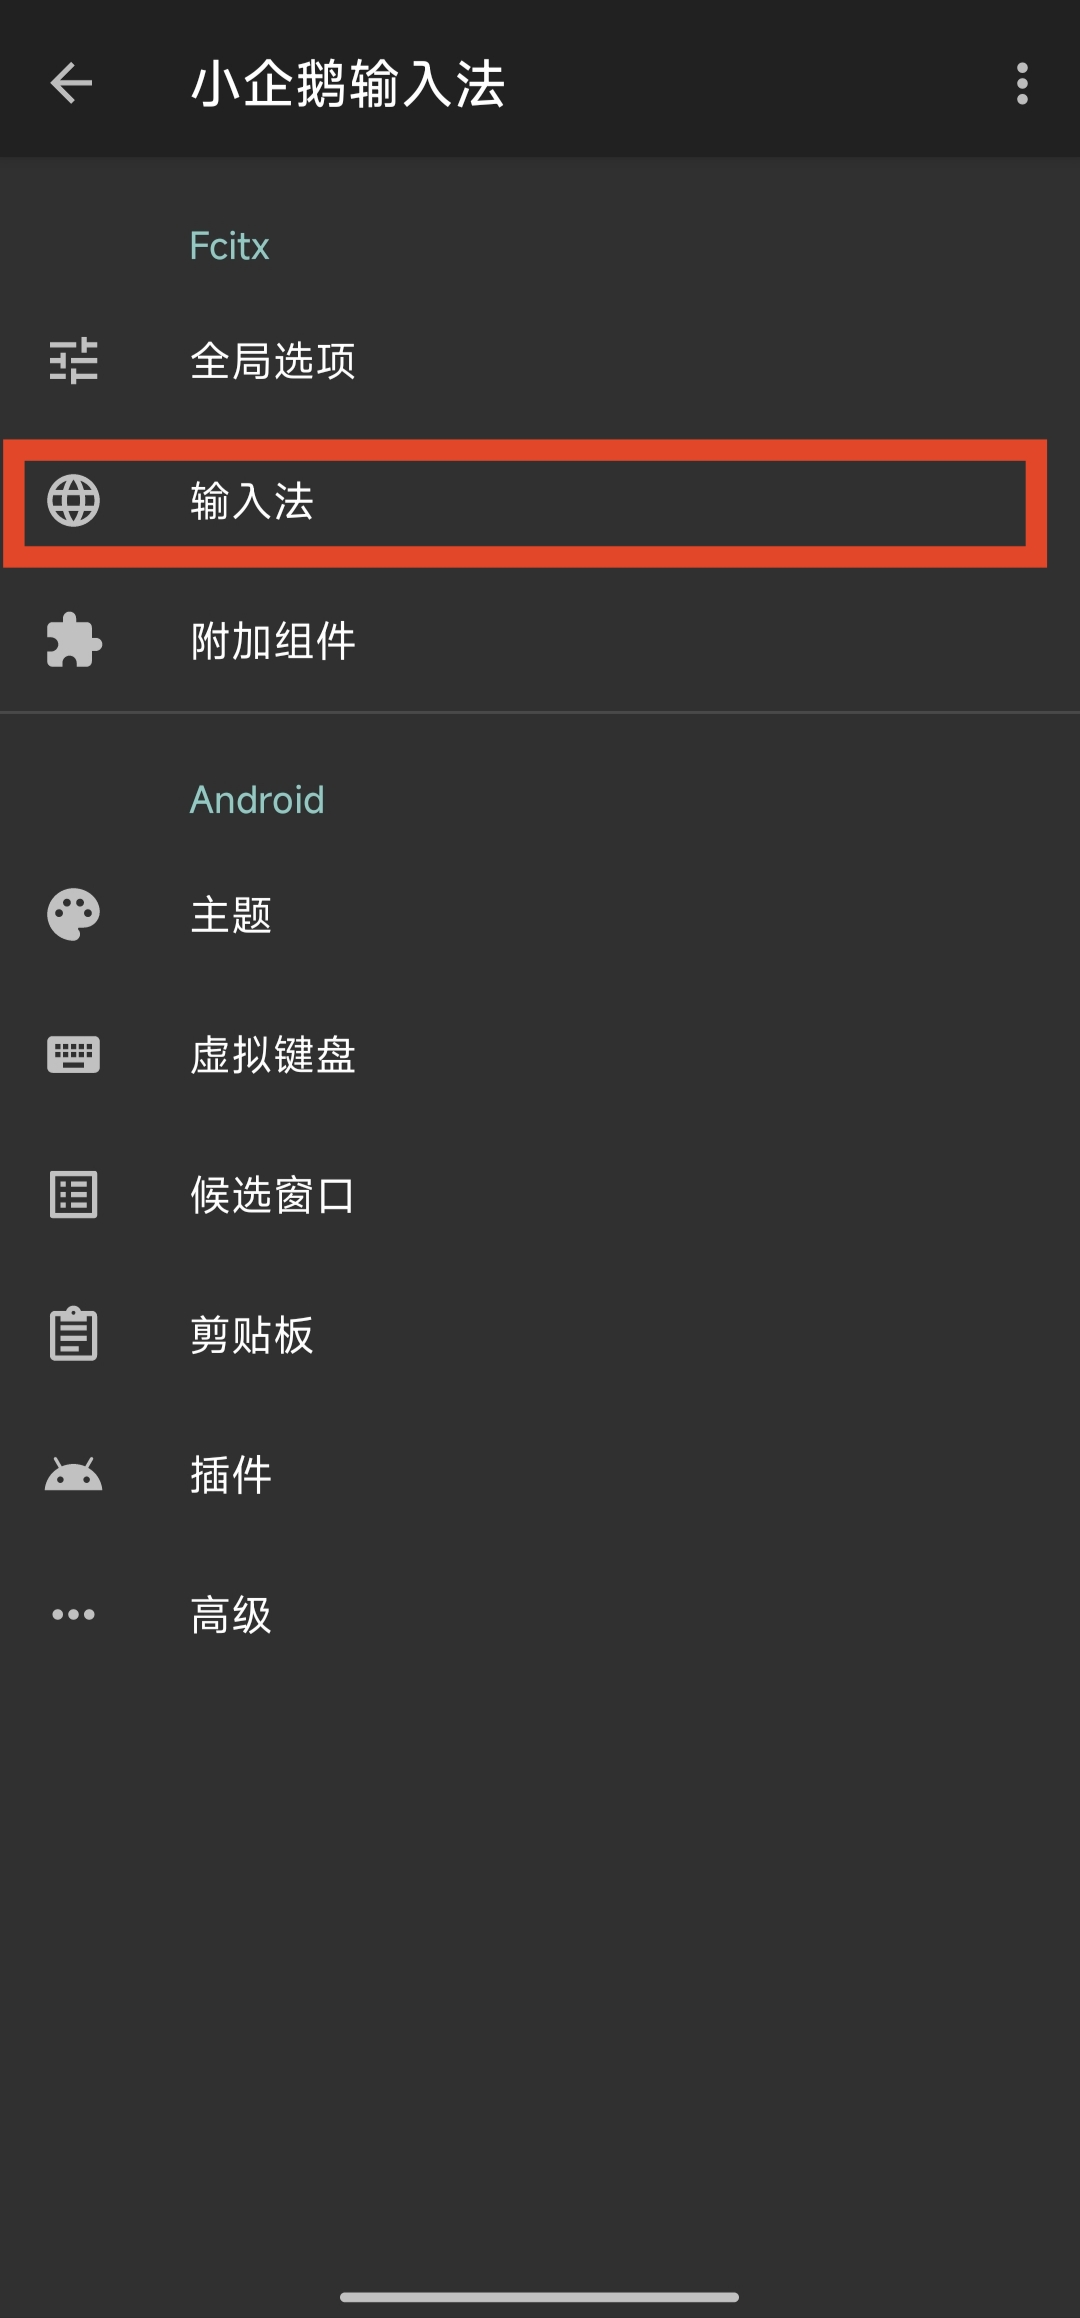 小企鹅输入法
Fcitx
全局选项
输入法
附加组件
Android
主题
虚拟键盘
候选窗口
剪贴板
插件
高级